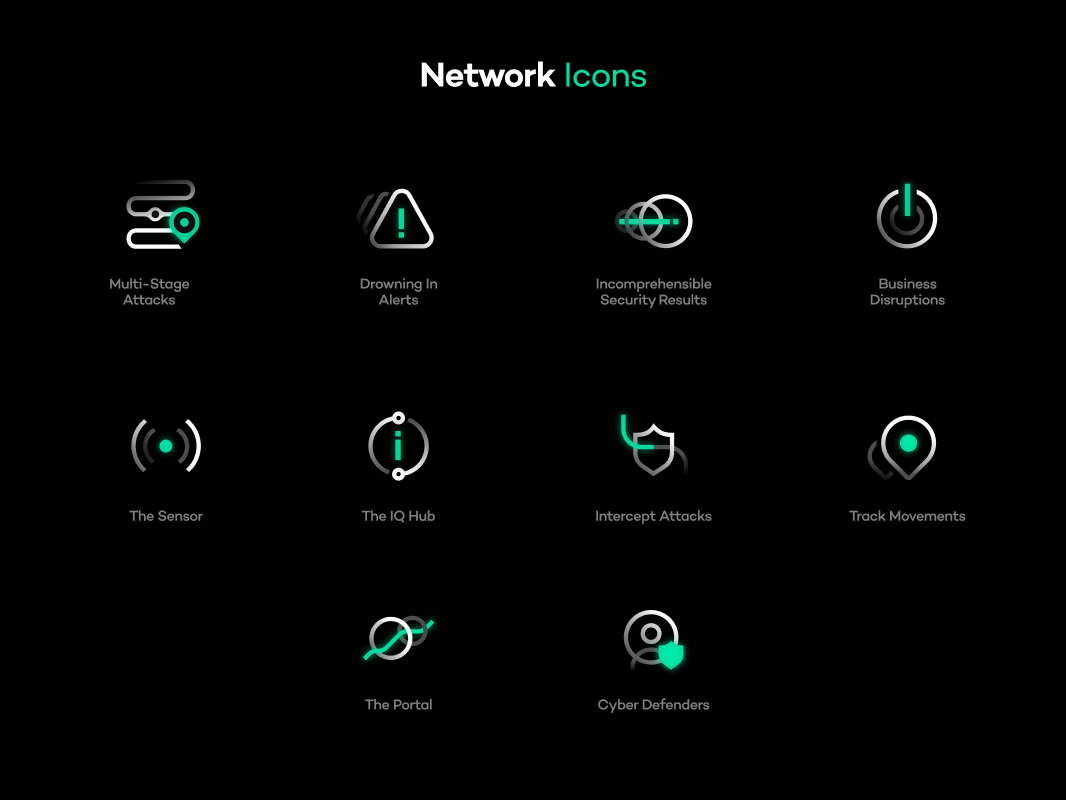 Network Icons
Multi-Stage
Attacks
Drowning In
Alerts
Incomprehensible
Security Results
Business
Disruptions
The Sensor
The IQ Hub
Intercept Attacks
Track Movements
The Portal
Cyber Defenders